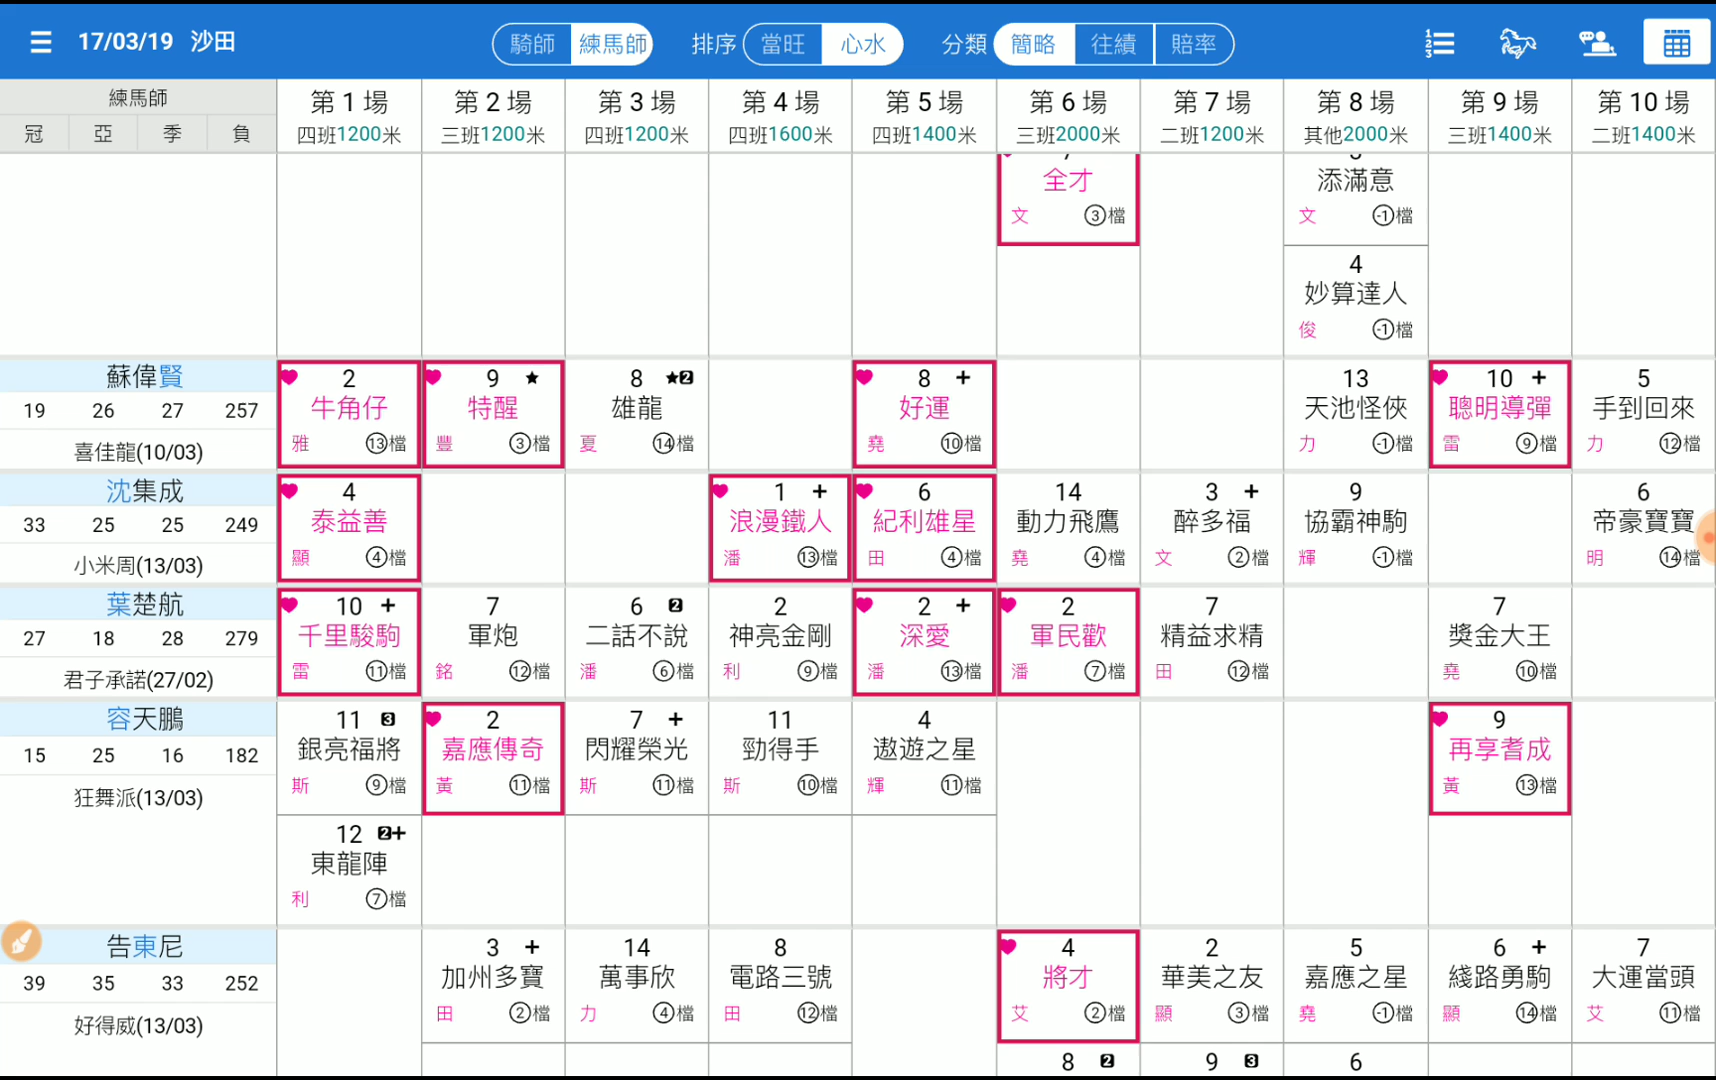 17/03/19 沙田 騎師 練馬師 排序 當旺 心水 分類 簡略 往績 賠率
練馬師
冠 亞 季 負
第 1 場 第 2 場 第 3 場 第 4 場 第 5 場 第 6 場 第 7 場 第 8 場 第 9 場 第 10 場
四班1200米 三班1200米 四班1200米 四班1600米 四班1400米 三班2000米 二班1200米 其他2000米 三班1400米 二班1400米
全才 添滿意
文 3檔 文 -1檔
4
妙算達人
俊 -1檔
蘇偉賢 2 9 ★ 8 ★2 8 + 13 10 + 5
牛角仔 特醒 雄龍 好運 天池怪俠 聰明導彈 手到回來
19 26 27 257 雅 13檔 豐 3檔 夏 14檔 堯 10檔 力 -1檔 雷 9檔 力 12檔
喜佳龍(10/03)
沈集成 4 1 + 6 14 3 + 9 6
泰益善 浪漫鐵人 紀利雄星 動力飛鷹 醉多福 協霸神駒 帝豪寶寶
33 25 25 249 顯 4檔 潘 13檔 田 4檔 堯 4檔 文 2檔 輝 -1檔 明 14檔
小米周(13/03)
葉楚航 10 + 7 6 2 2 2 + 2 7 7
千里駿駒 軍炮 二話不說 神亮金剛 深愛 軍民歡 精益求精 獎金大王
27 18 28 279 雷 11檔 銘 12檔 潘 6檔 利 9檔 潘 13檔 潘 7檔 田 12檔 堯 10檔
君子承諾(27/02)
容天鵬 11 3 2 7 + 11 4 9
銀亮福將 嘉應傳奇 閃耀榮光 勁得手 遨遊之星 再享耆成
15 25 16 182 斯 9檔 黃 11檔 斯 11檔 斯 10檔 輝 11檔 黃 13檔
狂舞派(13/03)
12 2+
東龍陣
利 7檔
告東尼 3 + 14 8 4 2 5 6 + 7
加州多寶 萬事欣 電路三號 將才 華美之友 嘉應之星 綫路勇駒 大運當頭
39 35 33 252 田 2檔 力 4檔 田 12檔 艾 2檔 顯 3檔 堯 -1檔 顯 14檔 艾 11檔
好得威(13/03)
8 2 9 3 6